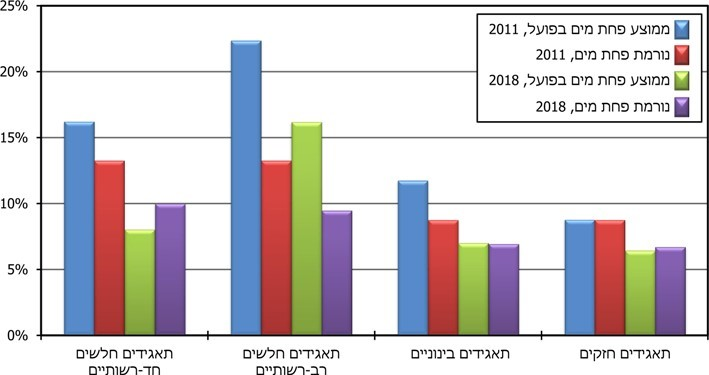 25%
20%
15%
10%
5%
0%
ממוצע פחת מים בפועל, 2011
נורמת פחת מים, 2011
ממוצע פחת מים בפועל, 2018
נורמת פחת מים, 2018
תאגידים חלשים
חד-רשותיים
תאגידים חלשים
רב-רשותיים
תאגידים בינוניים
תאגידים חזקים